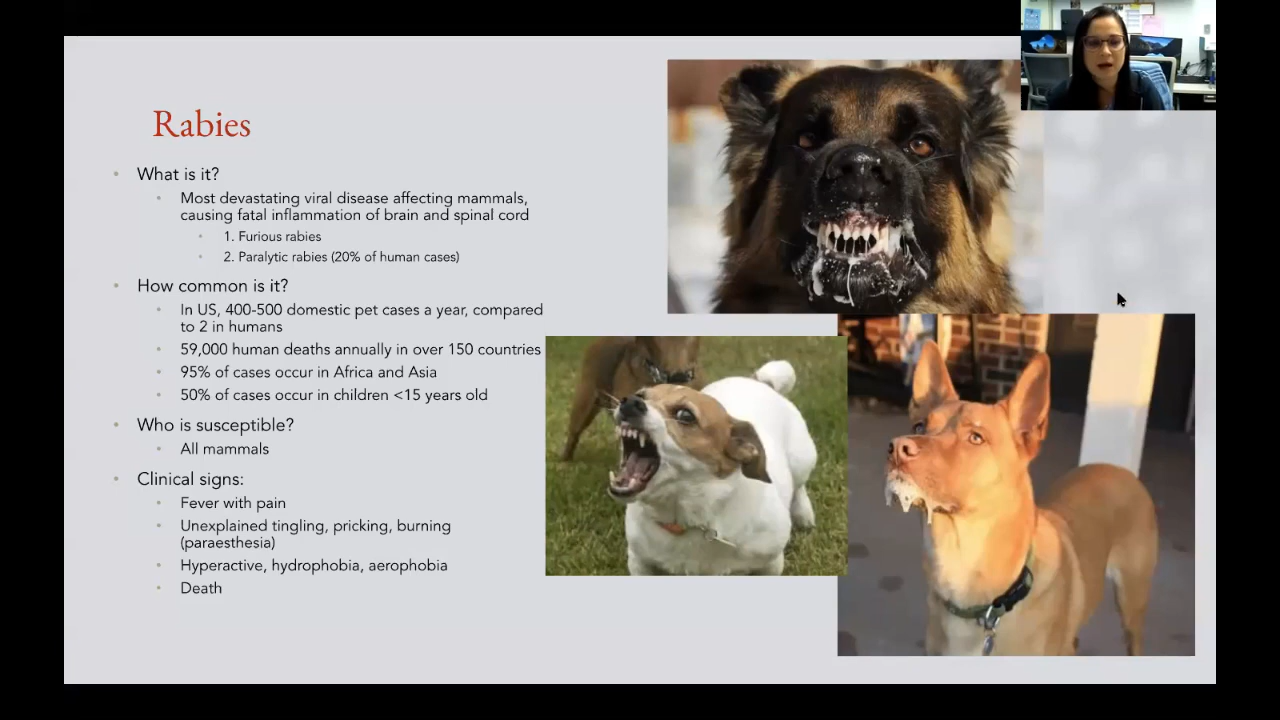 Rabies
What is it?
Most devastating viral disease affecting mammals,
causing fatal inflammation of brain and spinal cord
1. Furious rabies
2. Paralytic rabies (20% of human cases)
How common is it?
In US, 400-500 domestic pet cases a year, compared
to 2 in humans
59,000 human deaths annually in over 150 countries
95% of cases occur in Africa and Asia
50% of cases occur in children <15 years old
Who is susceptible?
All mammals
Clinical signs:
Fever with pain
Unexplained tingling, pricking, burning
(paraesthesia)
Hyperactive, hydrophobia, aerophobia
Death